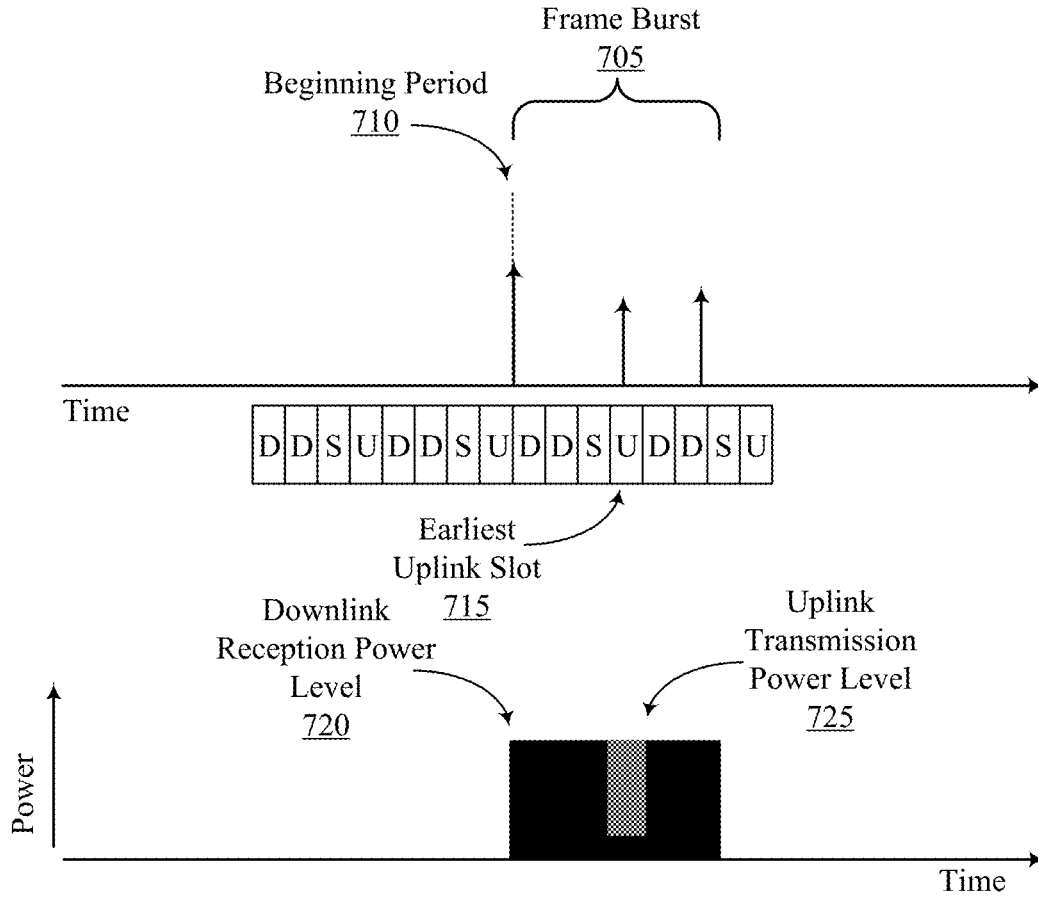 Frame Burst
705
Beginning Period
710
Time
D D S U D D S U D D S U D D S U
Earliest
Uplink Slot
715
Downlink
Reception Power
Level
720
Uplink
Transmission
Power Level
725
Power
Time